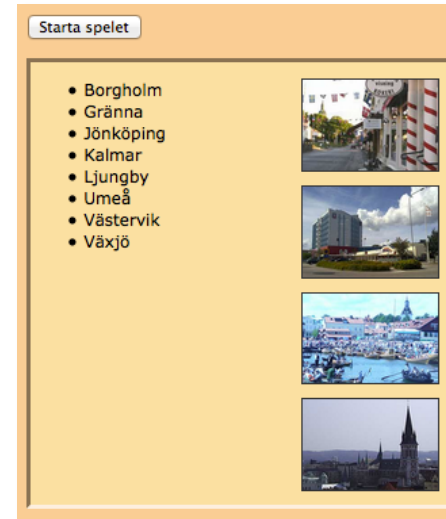 Starta spelet
Borgholm
Gränna
Jönköping
Kalmar
Ljungby
Umeå
Västervik
Växjö